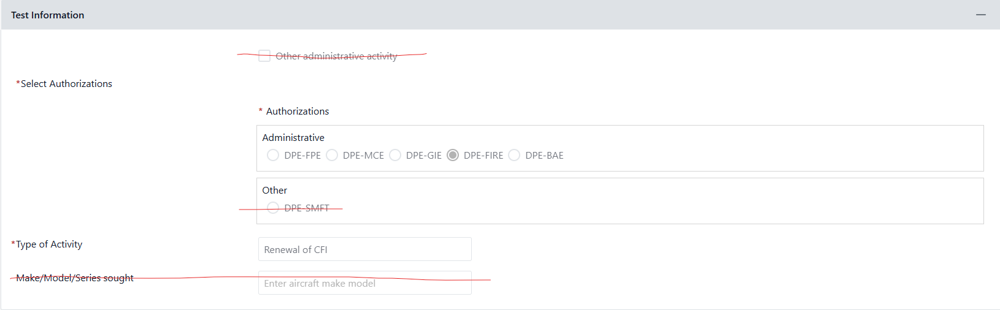 Test Information
Other administrative activity
*Select Authorizations
* Authorizations
Administrative
DPE-FPE DPE-MCE DPE-GIE DPE-FIRE DPE-BAE
Other
DPE-SMFT
*Type of Activity
Renewal of CFI
Make/Model/Series sought
Enter aircraft make model